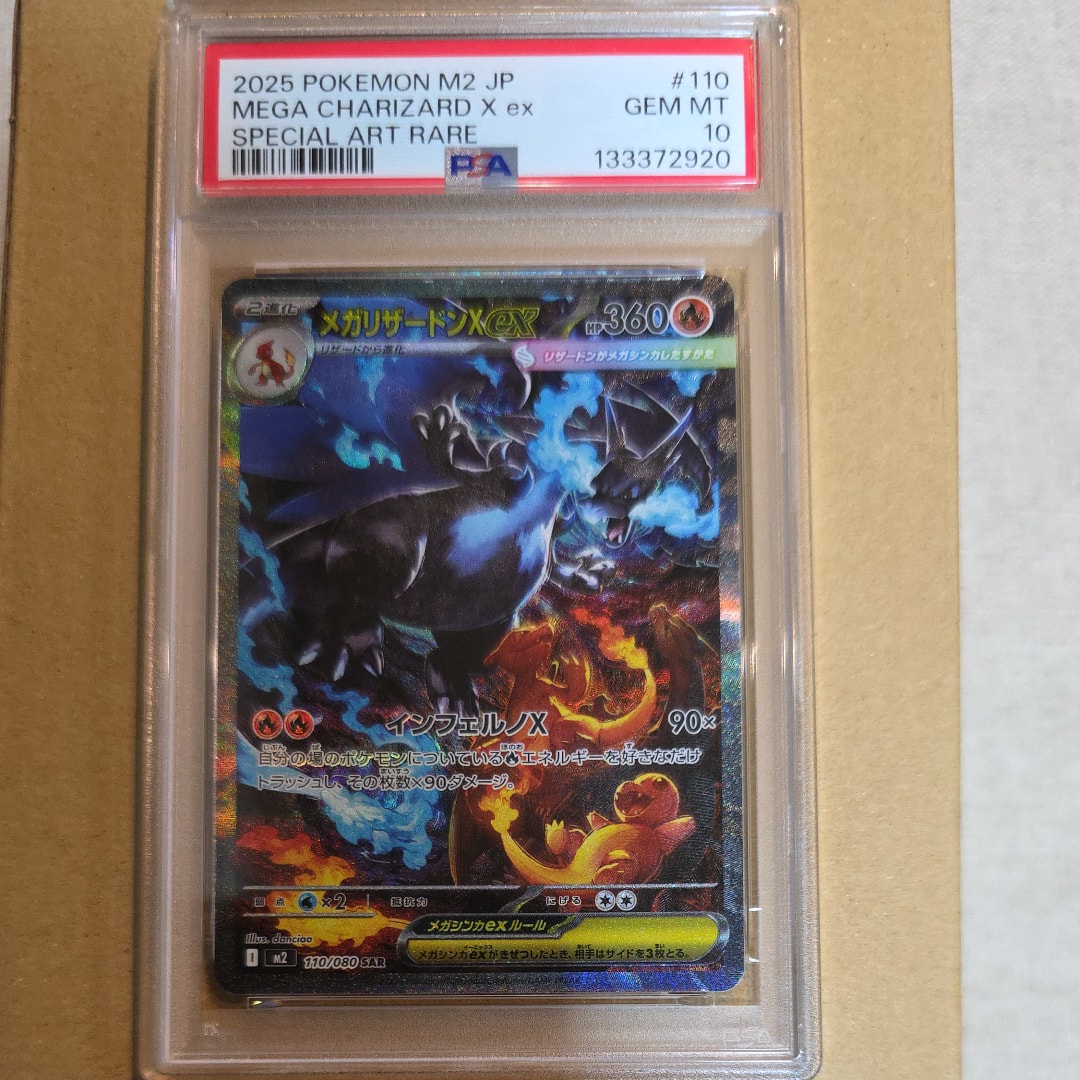 2025 POKEMON M2 JP #110
MEGA CHARIZARD X ex GEM MT
SPECIAL ART RARE 10
PSA 133372920
2進化 メガリザードンXex HP360
リザードから進化 リザードンがメガシンカしたすがた
インフェルノX 90×
自分の場のポケモンについている エネルギーを好きなだけ
トラッシュし、その枚数×90ダメージ。
弱点 ×2 抵抗力 にげる
メガシンカexルール
メガシンカexがきぜつしたとき、相手はサイドを3枚とる。
Illus. danciao
I M2 110/080 SAR